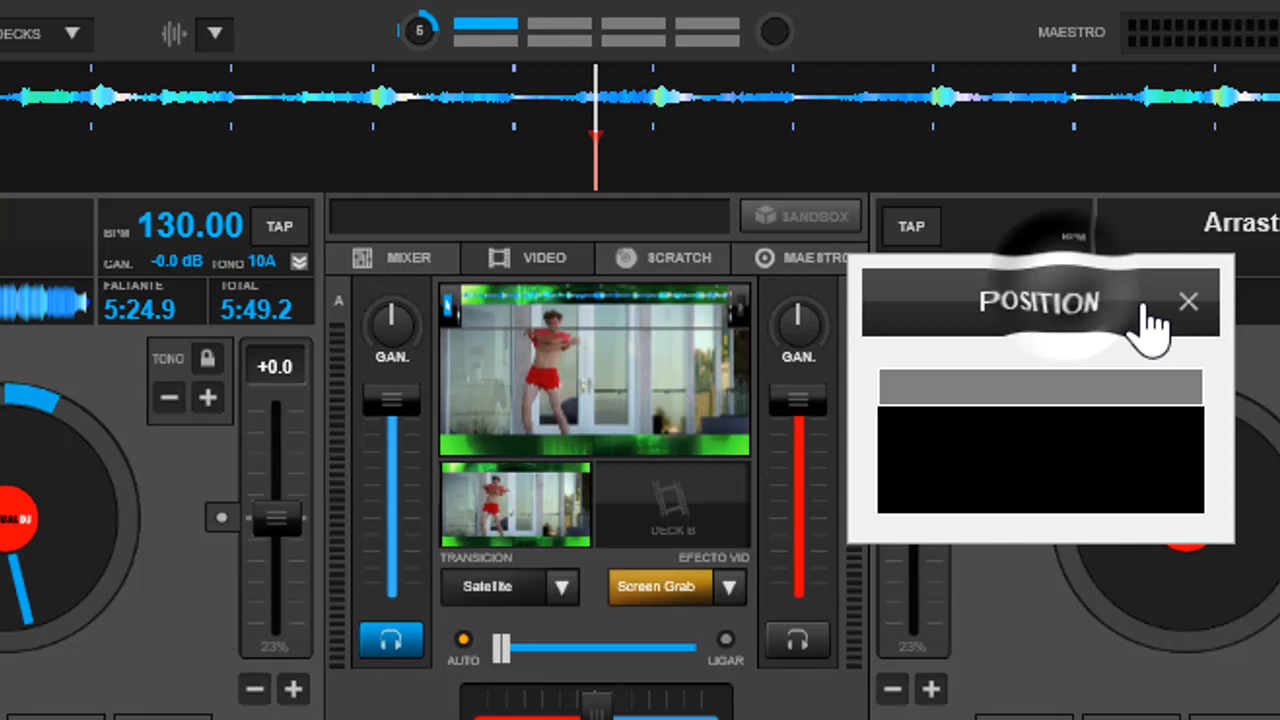 DECKS
6
MAESTRO
BPM 130.00 TAP
GAN. -0.0 dB TONO 10A
FALTANTE TOTAL
5:24.9 5:49.2
SANDBOX
MIXER VIDEO SCRATCH MAESTRO
TAP
BPM
Arrast
POSITION
A
GAN.
GAN.
TONO
+0.0
DECK B
TRANSICION EFECTO VID
Satellite Screen Grab
AUTO LIGAR
23%
23%